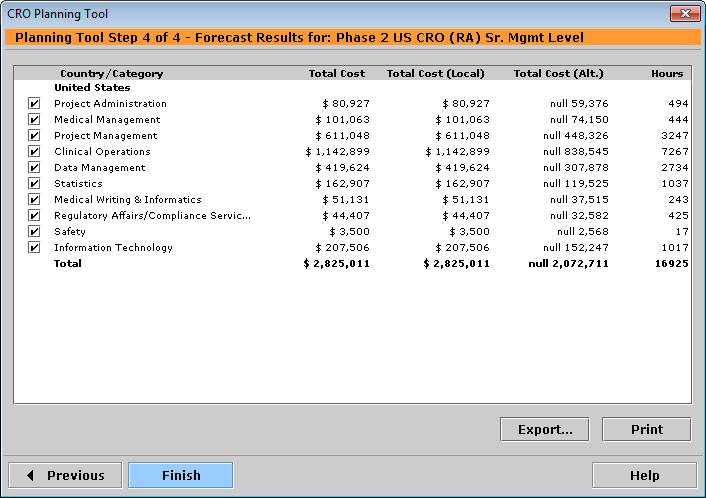 CRO Planning Tool
Planning Tool Step 4 of 4 - Forecast Results for: Phase 2 US CRO (RA) Sr. Mgmt Level
Country/Category Total Cost Total Cost (Local) Total Cost (Alt.) Hours
United States
Project Administration $ 80,927 $ 80,927 null 59,376 494
Medical Management $ 101,063 $ 101,063 null 74,150 444
Project Management $ 611,048 $ 611,048 null 448,326 3247
Clinical Operations $ 1,142,899 $ 1,142,899 null 838,545 7267
Data Management $ 419,624 $ 419,624 null 307,878 2734
Statistics $ 162,907 $ 162,907 null 119,525 1037
Medical Writing & Informatics $ 51,131 $ 51,131 null 37,515 243
Regulatory Affairs/Compliance Servic... $ 44,407 $ 44,407 null 32,582 425
Safety $ 3,500 $ 3,500 null 2,568 17
Information Technology $ 207,506 $ 207,506 null 152,247 1017
Total $ 2,825,011 $ 2,825,011 null 2,072,711 16925
Export... Print
Previous Finish Help